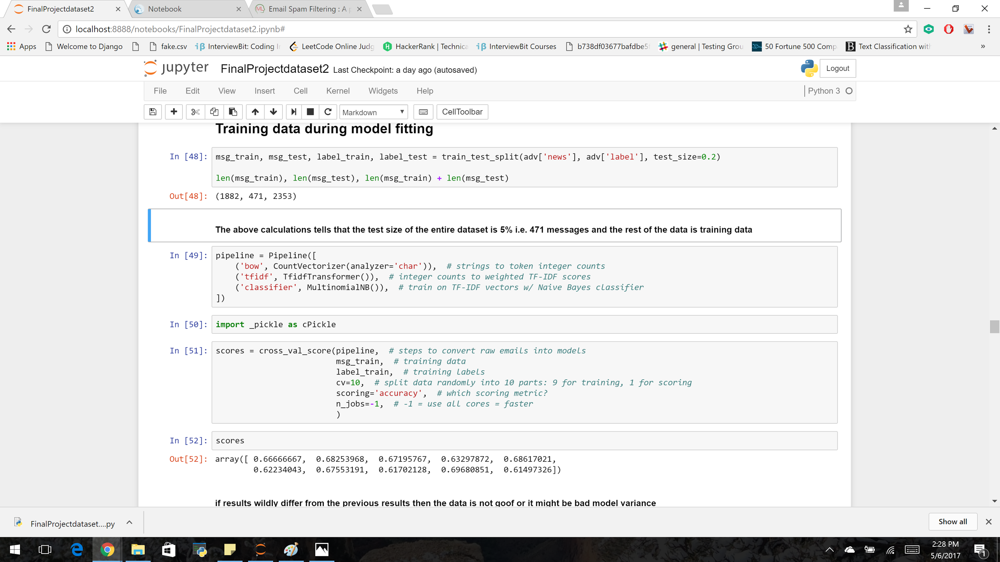 FinalProjectdataset2
Notebook
Email Spam Filtering : A p
localhost:8888/notebooks/FinalProjectdataset2.ipynb#
Apps
Welcome to Django
fake.csv
InterviewBit: Coding In
LeetCode Online Judg
HackerRank | Technica
InterviewBit Courses
b738df03677bafdbe5f
general | Testing Grou
50 Fortune 500 Comp
Text Classification with
»
jupyter
FinalProjectdataset2 Last Checkpoint: a day ago (autosaved)
Logout
File Edit View Insert Cell Kernel Widgets Help
Python 3
Markdown
CellToolbar
Training data during model fitting
In [48]: msg_train, msg_test, label_train, label_test = train_test_split(adv['news'], adv['label'], test_size=0.2)
len(msg_train), len(msg_test), len(msg_train) + len(msg_test)
Out[48]: (1882, 471, 2353)
The above calculations tells that the test size of the entire dataset is 5% i.e. 471 messages and the rest of the data is training data
In [49]: pipeline = Pipeline([
('bow', CountVectorizer(analyzer='char')), # strings to token integer counts
('tfidf', TfidfTransformer()), # integer counts to weighted TF-IDF scores
('classifier', MultinomialNB()), # train on TF-IDF vectors w/ Naive Bayes classifier
])
In [50]: import _pickle as cPickle
In [51]: scores = cross_val_score(pipeline, # steps to convert raw emails into models
msg_train, # training data
label_train, # training labels
cv=10, # split data randomly into 10 parts: 9 for training, 1 for scoring
scoring='accuracy', # which scoring metric?
n_jobs=-1, # -1 = use all cores = faster
)
In [52]: scores
Out[52]: array([ 0.66666667, 0.68253968, 0.67195767, 0.63297872, 0.68617021,
0.62234043, 0.67553191, 0.61702128, 0.69680851, 0.61497326])
if results wildly differ from the previous results then the data is not goof or it might be bad model variance
FinalProjectdataset....py
Show all
2:28 PM
5/6/2017
1